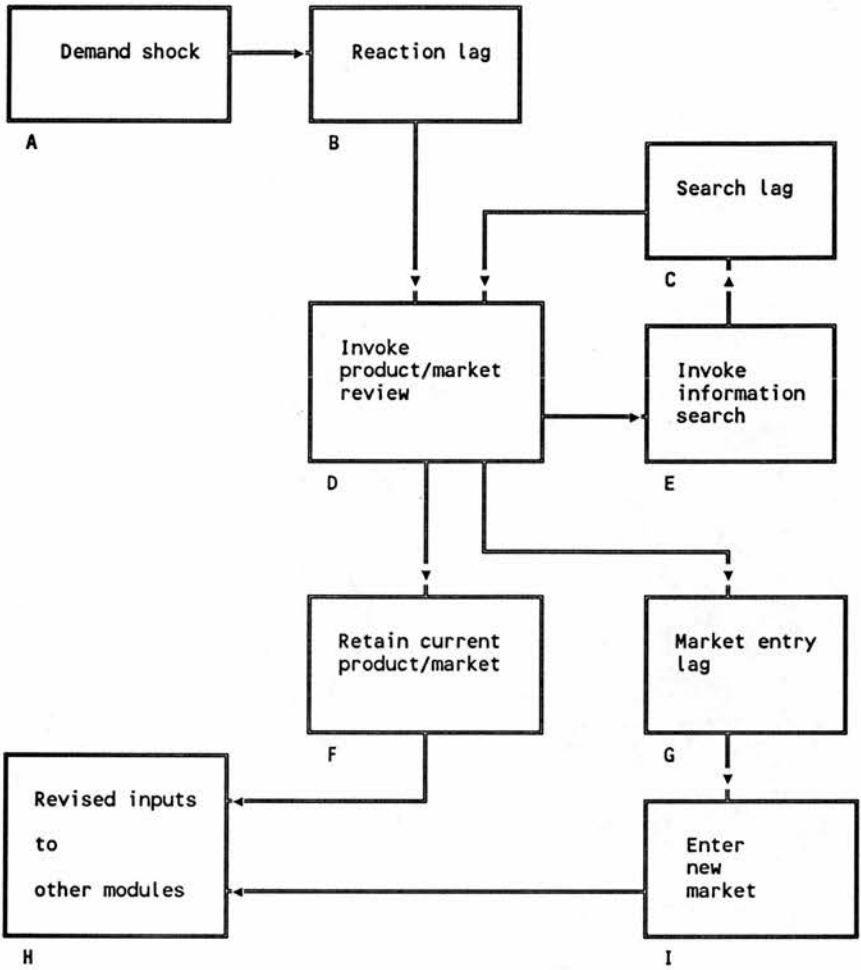 Demand shock
A
Reaction lag
B
Search lag
C
Invoke
product/market
review
D
Invoke
information
search
E
Retain current
product/market
F
Market entry
lag
G
Revised inputs
to
other modules
H
Enter
new
market
I